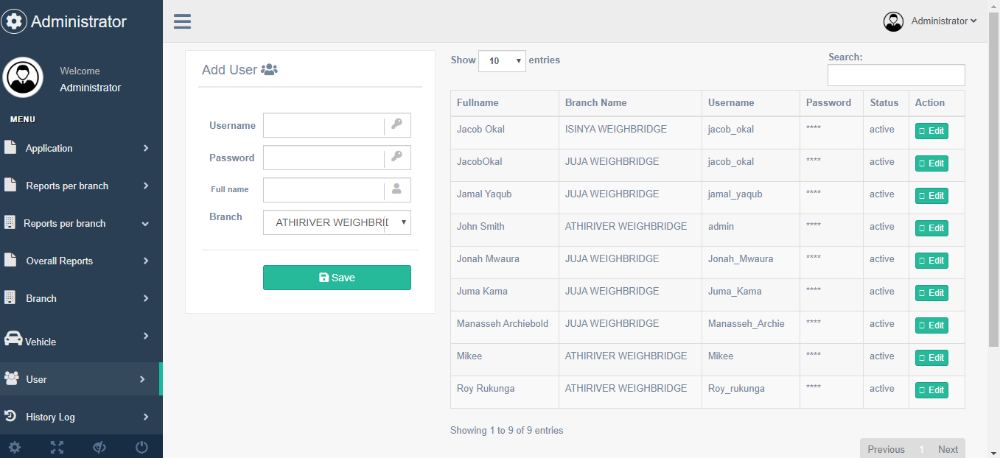 Administrator
Welcome
Administrator
MENU
Application
Reports per branch
Reports per branch
Overall Reports
Branch
Vehicle
User
History Log
Administrator
Add User
Username
Password
Full name
Branch ATHIRIVER WEIGHBRI
Save
Show 10 entries
Search:
Fullname Branch Name Username Password Status Action
Jacob Okal ISINYA WEIGHBRIDGE jacob_okal **** active Edit
JacobOkal JUJA WEIGHBRIDGE jacob_okal **** active Edit
Jamal Yaqub JUJA WEIGHBRIDGE jamal_yaqub **** active Edit
John Smith ATHIRIVER WEIGHBRIDGE admin **** active Edit
Jonah Mwaura JUJA WEIGHBRIDGE Jonah_Mwaura **** active Edit
Juma Kama JUJA WEIGHBRIDGE Juma_Kama **** active Edit
Manasseh Archiebold JUJA WEIGHBRIDGE Manasseh_Archie **** active Edit
Mikee ATHIRIVER WEIGHBRIDGE Mikee **** active Edit
Roy Rukunga ATHIRIVER WEIGHBRIDGE Roy_rukunga **** active Edit
Showing 1 to 9 of 9 entries
Previous 1 Next